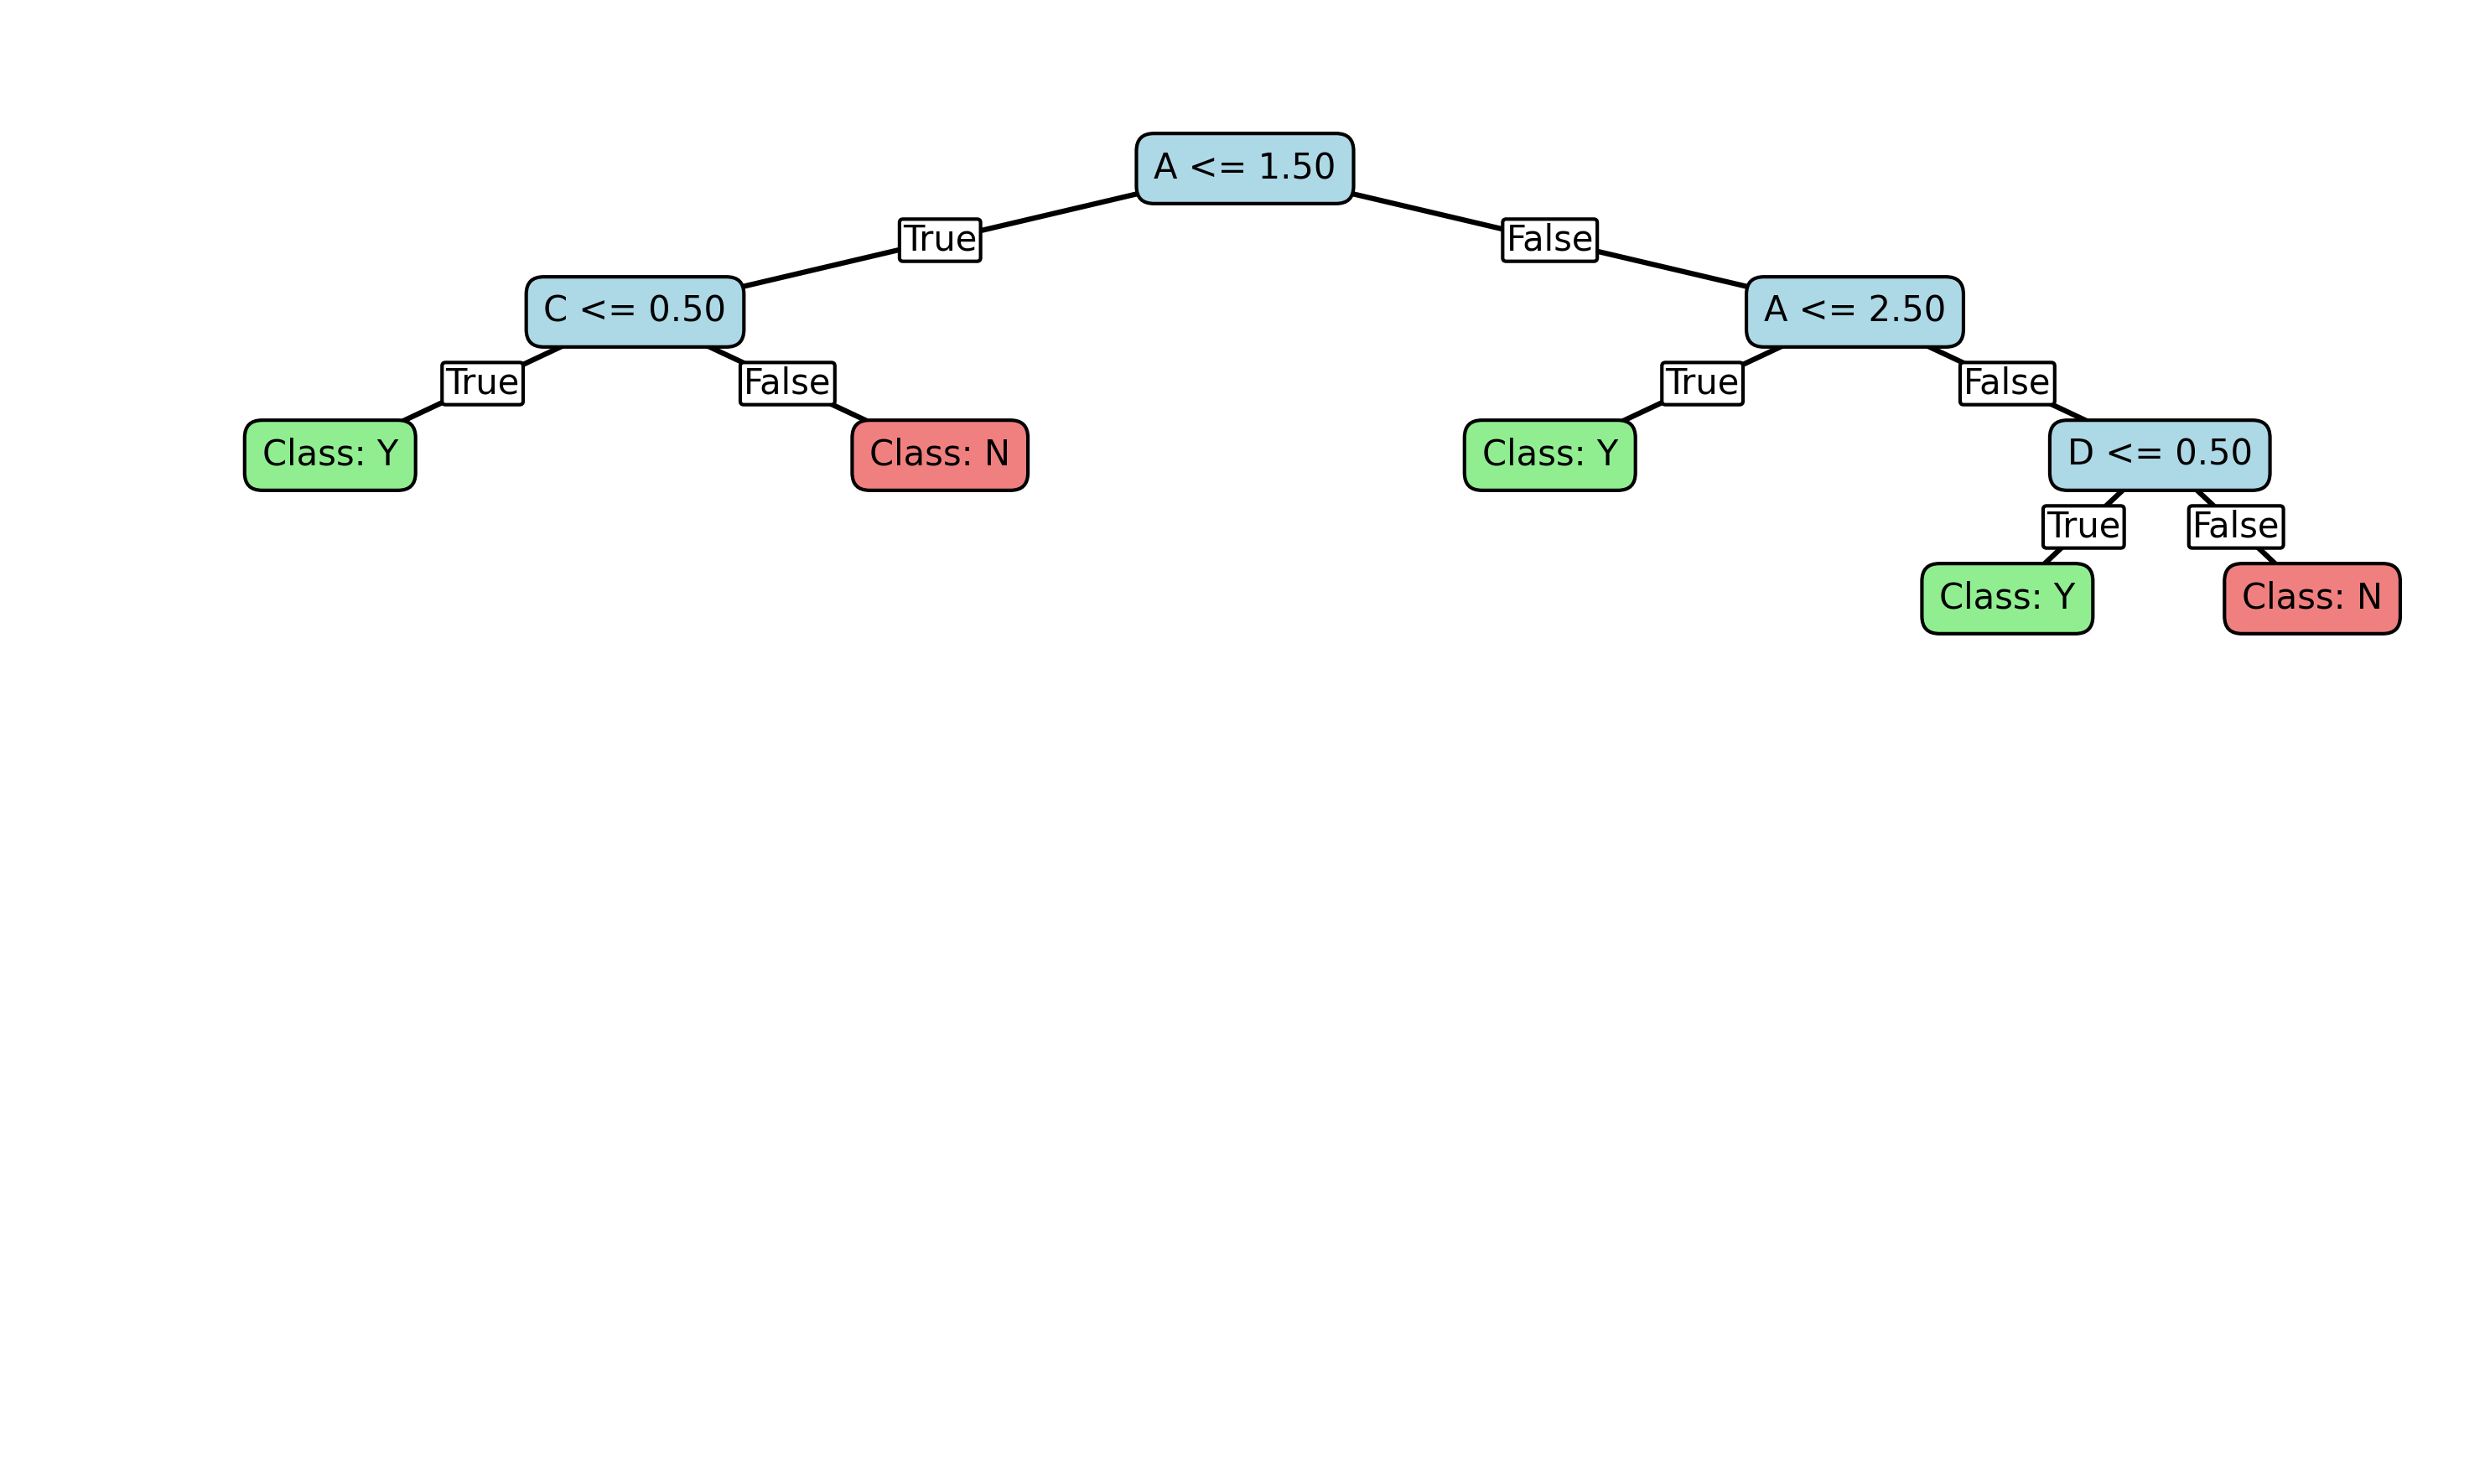 A <= 1.50
True
False
C <= 0.50
A <= 2.50
True
False
True
False
Class: Y
Class: N
Class: Y
D <= 0.50
True
False
Class: Y
Class: N